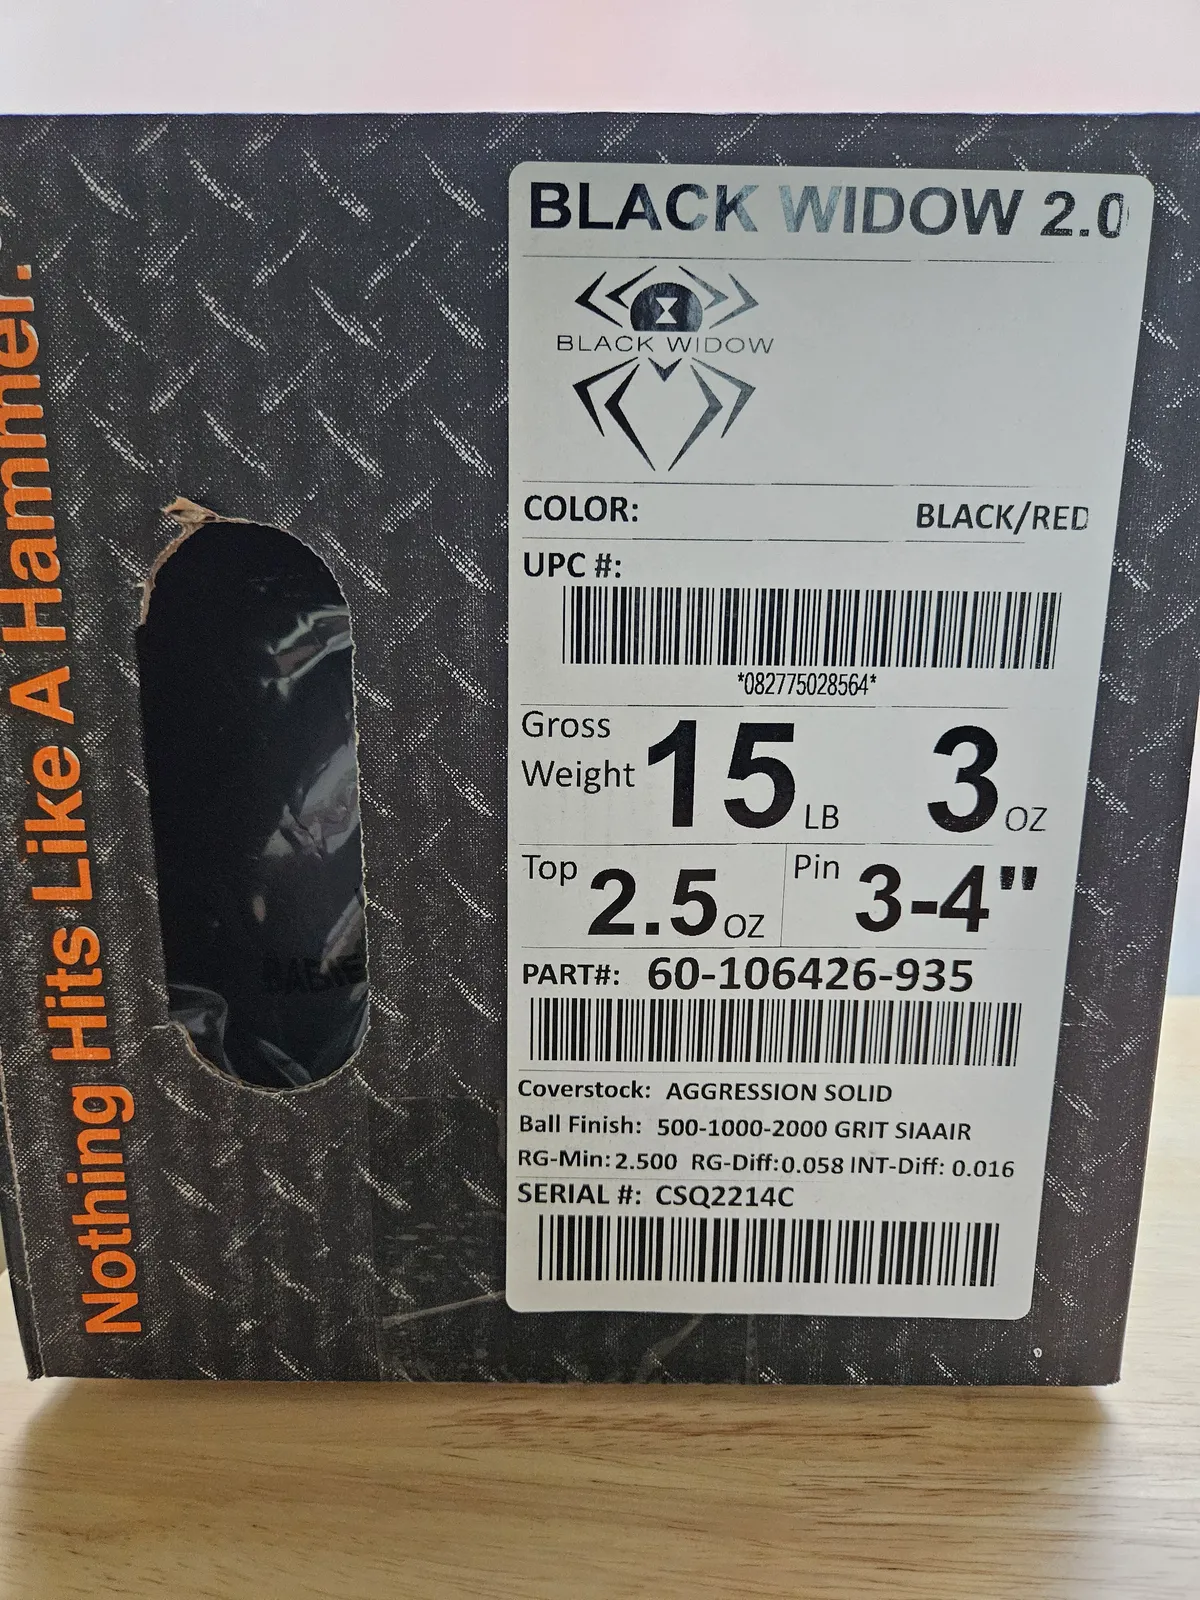 Nothing Hits Like A Hammer.
BLACK WIDOW 2.0
BLACK WIDOW
COLOR: BLACK/RED
UPC #:
*082775028564*
Gross Weight 15 LB 3 OZ
Top 2.5 OZ Pin 3-4"
PART#: 60-106426-935
Coverstock: AGGRESSION SOLID
Ball Finish: 500-1000-2000 GRIT SIAAIR
RG-Min: 2.500 RG-Diff: 0.058 INT-Diff: 0.016
SERIAL #: CSQ2214C